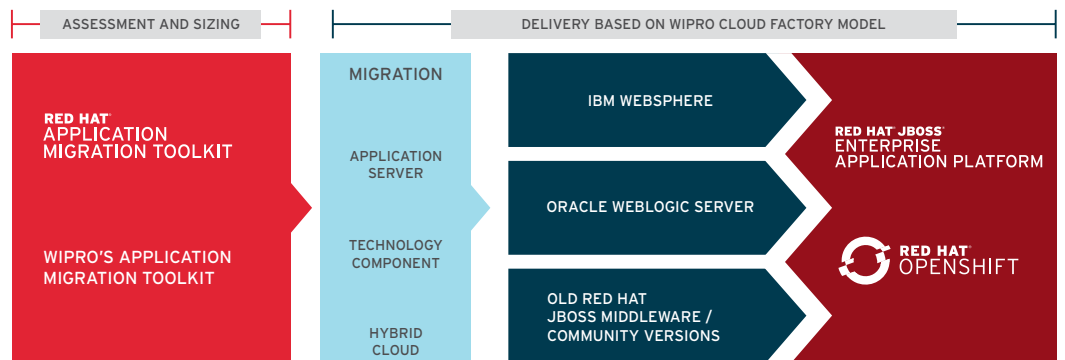 ASSESSMENT AND SIZING
DELIVERY BASED ON WIPRO CLOUD FACTORY MODEL
RED HAT®
APPLICATION
MIGRATION TOOLKIT
WIPRO'S APPLICATION
MIGRATION TOOLKIT
MIGRATION
APPLICATION
SERVER
TECHNOLOGY
COMPONENT
HYBRID
CLOUD
IBM WEBSPHERE
ORACLE WEBLOGIC SERVER
OLD RED HAT
JBOSS MIDDLEWARE /
COMMUNITY VERSIONS
RED HAT® JBOSS®
ENTERPRISE
APPLICATION PLATFORM
RED HAT®
OPENSHIFT